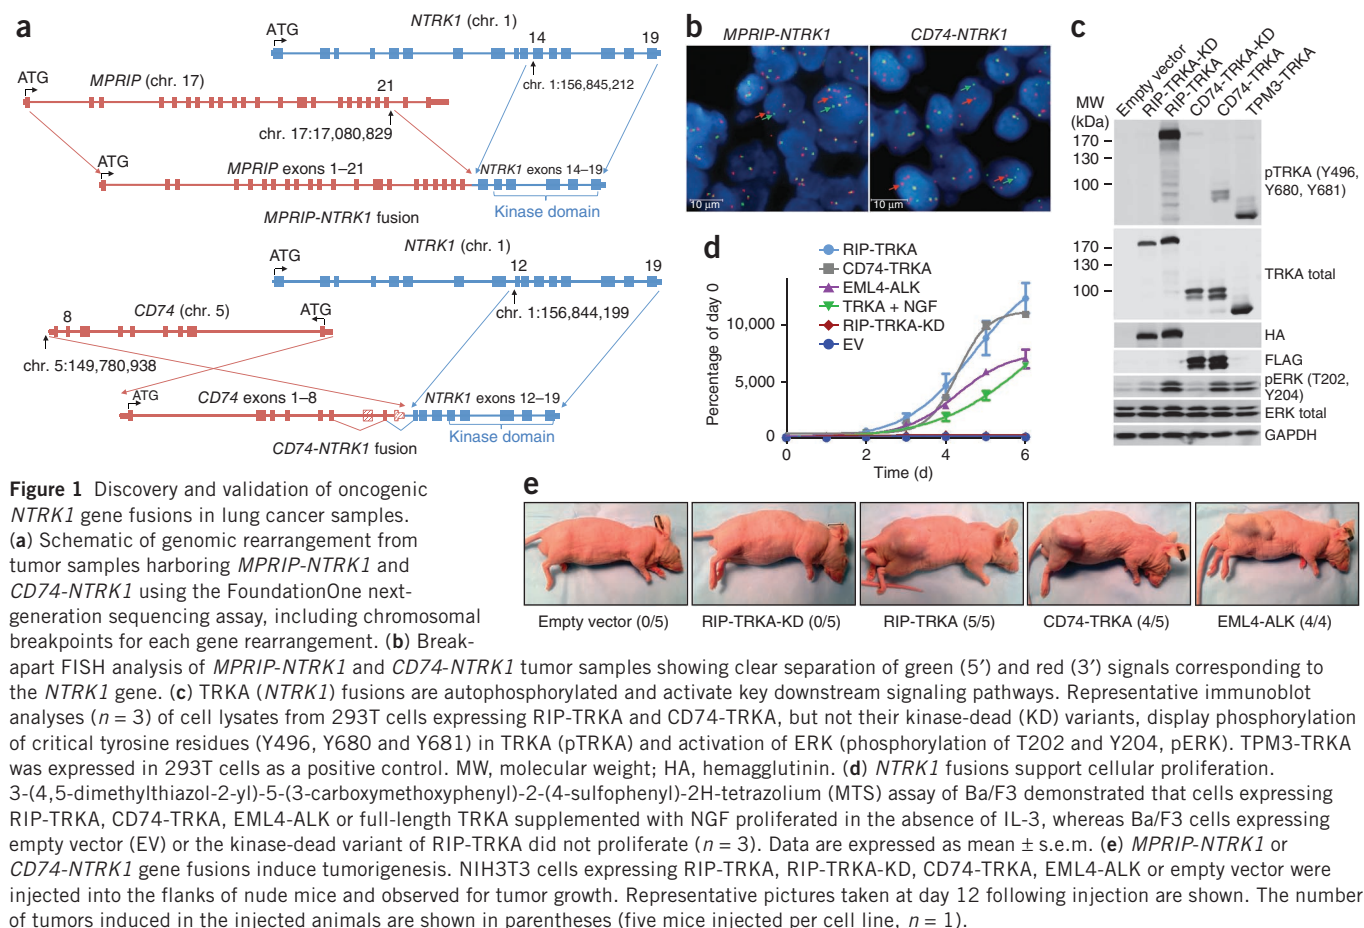 a
NTRK1 (chr. 1)
ATG
14
19
chr. 1:156,845,212
ATG
MPRIP (chr. 17)
21
chr. 17:17,080,829
ATG
MPRIP exons 1–21
NTRK1 exons 14–19
MPRIP-NTRK1 fusion
Kinase domain
NTRK1 (chr. 1)
ATG
12
19
chr. 1:156,844,199
8
CD74 (chr. 5)
ATG
chr. 5:149,780,938
ATG
CD74 exons 1–8
NTRK1 exons 12–19
Kinase domain
CD74-NTRK1 fusion
b
MPRIP-NTRK1
CD74-NTRK1
10 µm
10 µm
c
Empty vector
RIP-TRKA-KD
RIP-TRKA
CD74-TRKA-KD
CD74-TRKA
TPM3-TRKA
MW
(kDa)
170
130
100
pTRKA (Y496,
Y680, Y681)
170
130
100
TRKA total
HA
FLAG
pERK (T202,
Y204)
ERK total
GAPDH
d
RIP-TRKA
CD74-TRKA
EML4-ALK
TRKA + NGF
RIP-TRKA-KD
EV
Percentage of day 0
10,000
5,000
0
0
2
4
6
Time (d)
e
Empty vector (0/5)
RIP-TRKA-KD (0/5)
RIP-TRKA (5/5)
CD74-TRKA (4/5)
EML4-ALK (4/4)
Figure 1 Discovery and validation of oncogenic
NTRK1 gene fusions in lung cancer samples.
(a) Schematic of genomic rearrangement from
tumor samples harboring MPRIP-NTRK1 and
CD74-NTRK1 using the FoundationOne next-
generation sequencing assay, including chromosomal
breakpoints for each gene rearrangement. (b) Break-
apart FISH analysis of MPRIP-NTRK1 and CD74-NTRK1 tumor samples showing clear separation of green (5′) and red (3′) signals corresponding to
the NTRK1 gene. (c) TRKA (NTRK1) fusions are autophosphorylated and activate key downstream signaling pathways. Representative immunoblot
analyses (n = 3) of cell lysates from 293T cells expressing RIP-TRKA and CD74-TRKA, but not their kinase-dead (KD) variants, display phosphorylation
of critical tyrosine residues (Y496, Y680 and Y681) in TRKA (pTRKA) and activation of ERK (phosphorylation of T202 and Y204, pERK). TPM3-TRKA
was expressed in 293T cells as a positive control. MW, molecular weight; HA, hemagglutinin. (d) NTRK1 fusions support cellular proliferation.
3-(4,5-dimethylthiazol-2-yl)-5-(3-carboxymethoxyphenyl)-2-(4-sulfophenyl)-2H-tetrazolium (MTS) assay of Ba/F3 demonstrated that cells expressing
RIP-TRKA, CD74-TRKA, EML4-ALK or full-length TRKA supplemented with NGF proliferated in the absence of IL-3, whereas Ba/F3 cells expressing
empty vector (EV) or the kinase-dead variant of RIP-TRKA did not proliferate (n = 3). Data are expressed as mean ± s.e.m. (e) MPRIP-NTRK1 or
CD74-NTRK1 gene fusions induce tumorigenesis. NIH3T3 cells expressing RIP-TRKA, RIP-TRKA-KD, CD74-TRKA, EML4-ALK or empty vector were
injected into the flanks of nude mice and observed for tumor growth. Representative pictures taken at day 12 following injection are shown. The number
of tumors induced in the injected animals are shown in parentheses (five mice injected per cell line, n = 1).